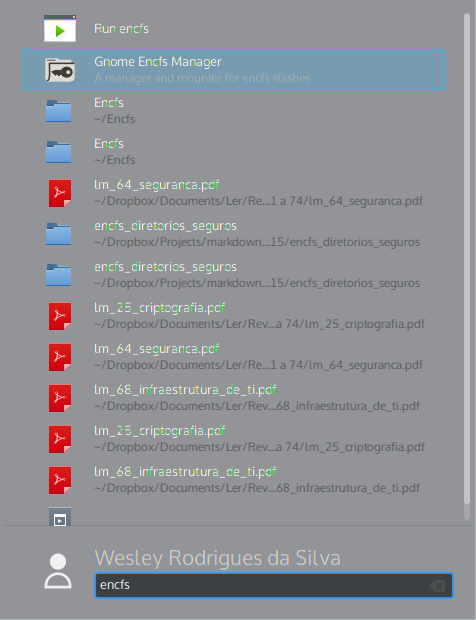 Run encfs
Gnome Encfs Manager
A manager and mounter for encfs stashes
Encfs
~/Encfs
Encfs
~/Encfs
lm_64_seguranca.pdf
~/Dropbox/Documents/Ler/Re...1 a 74/lm_64_seguranca.pdf
encfs_diretorios_seguros
~/Dropbox/Projects/markdown...15/encfs_diretorios_seguros
encfs_diretorios_seguros
~/Dropbox/Projects/markdown...15/encfs_diretorios_seguros
lm_25_criptografia.pdf
~/Dropbox/Documents/Ler/Rev...a 74/lm_25_criptografia.pdf
lm_64_seguranca.pdf
~/Dropbox/Documents/Ler/Re...1 a 74/lm_64_seguranca.pdf
lm_68_infraestrutura_de_ti.pdf
~/Dropbox/Documents/Ler/Rev...68_infraestrutura_de_ti.pdf
lm_25_criptografia.pdf
~/Dropbox/Documents/Ler/Rev...a 74/lm_25_criptografia.pdf
lm_68_infraestrutura_de_ti.pdf
~/Dropbox/Documents/Ler/Rev...68_infraestrutura_de_ti.pdf
Wesley Rodrigues da Silva
encfs